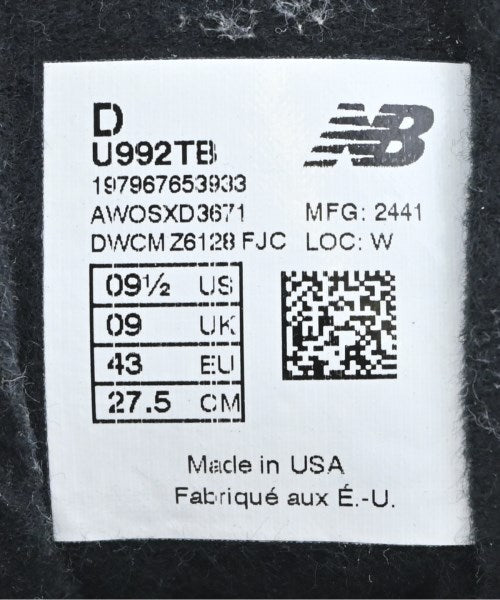 D
NB
U992TB
197967653933
AWOSXD3671 MFG: 2441
DWCM Z6128 FJC LOC: W
09½ US
09 UK
43 EU
27.5 CM
Made in USA
Fabriqué aux É.-U.